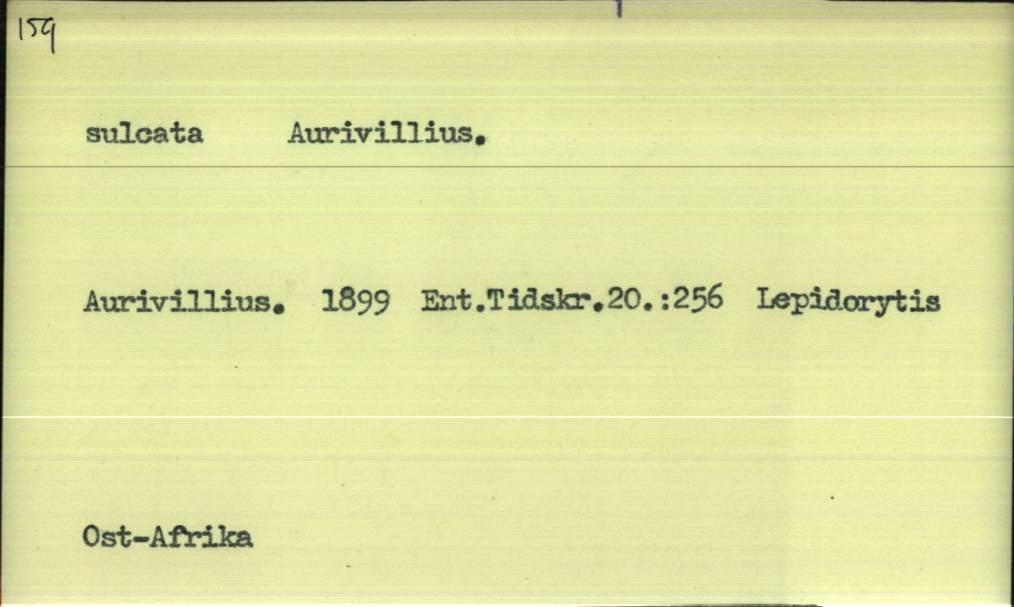 159
sulcata Aurivillius.
Aurivillius. 1899 Ent.Tidskr.20.:256 Lepidorytis
Ost-Afrika